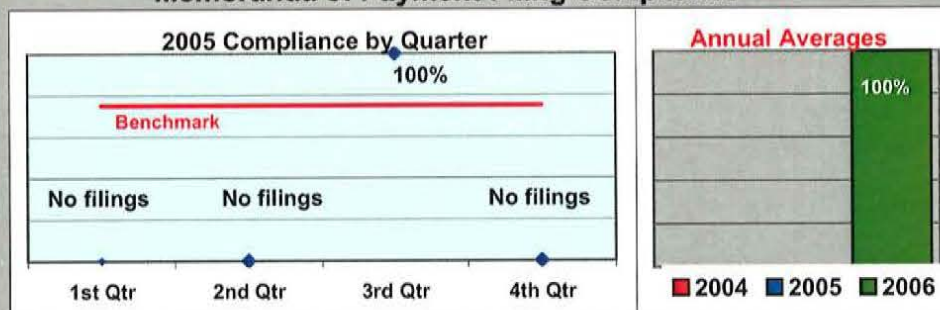 2005 Compliance by Quarter
100%
Benchmark
No filings
No filings
No filings
1st Qtr
2nd Qtr
3rd Qtr
4th Qtr
Annual Averages
100%
2004
2005
2006